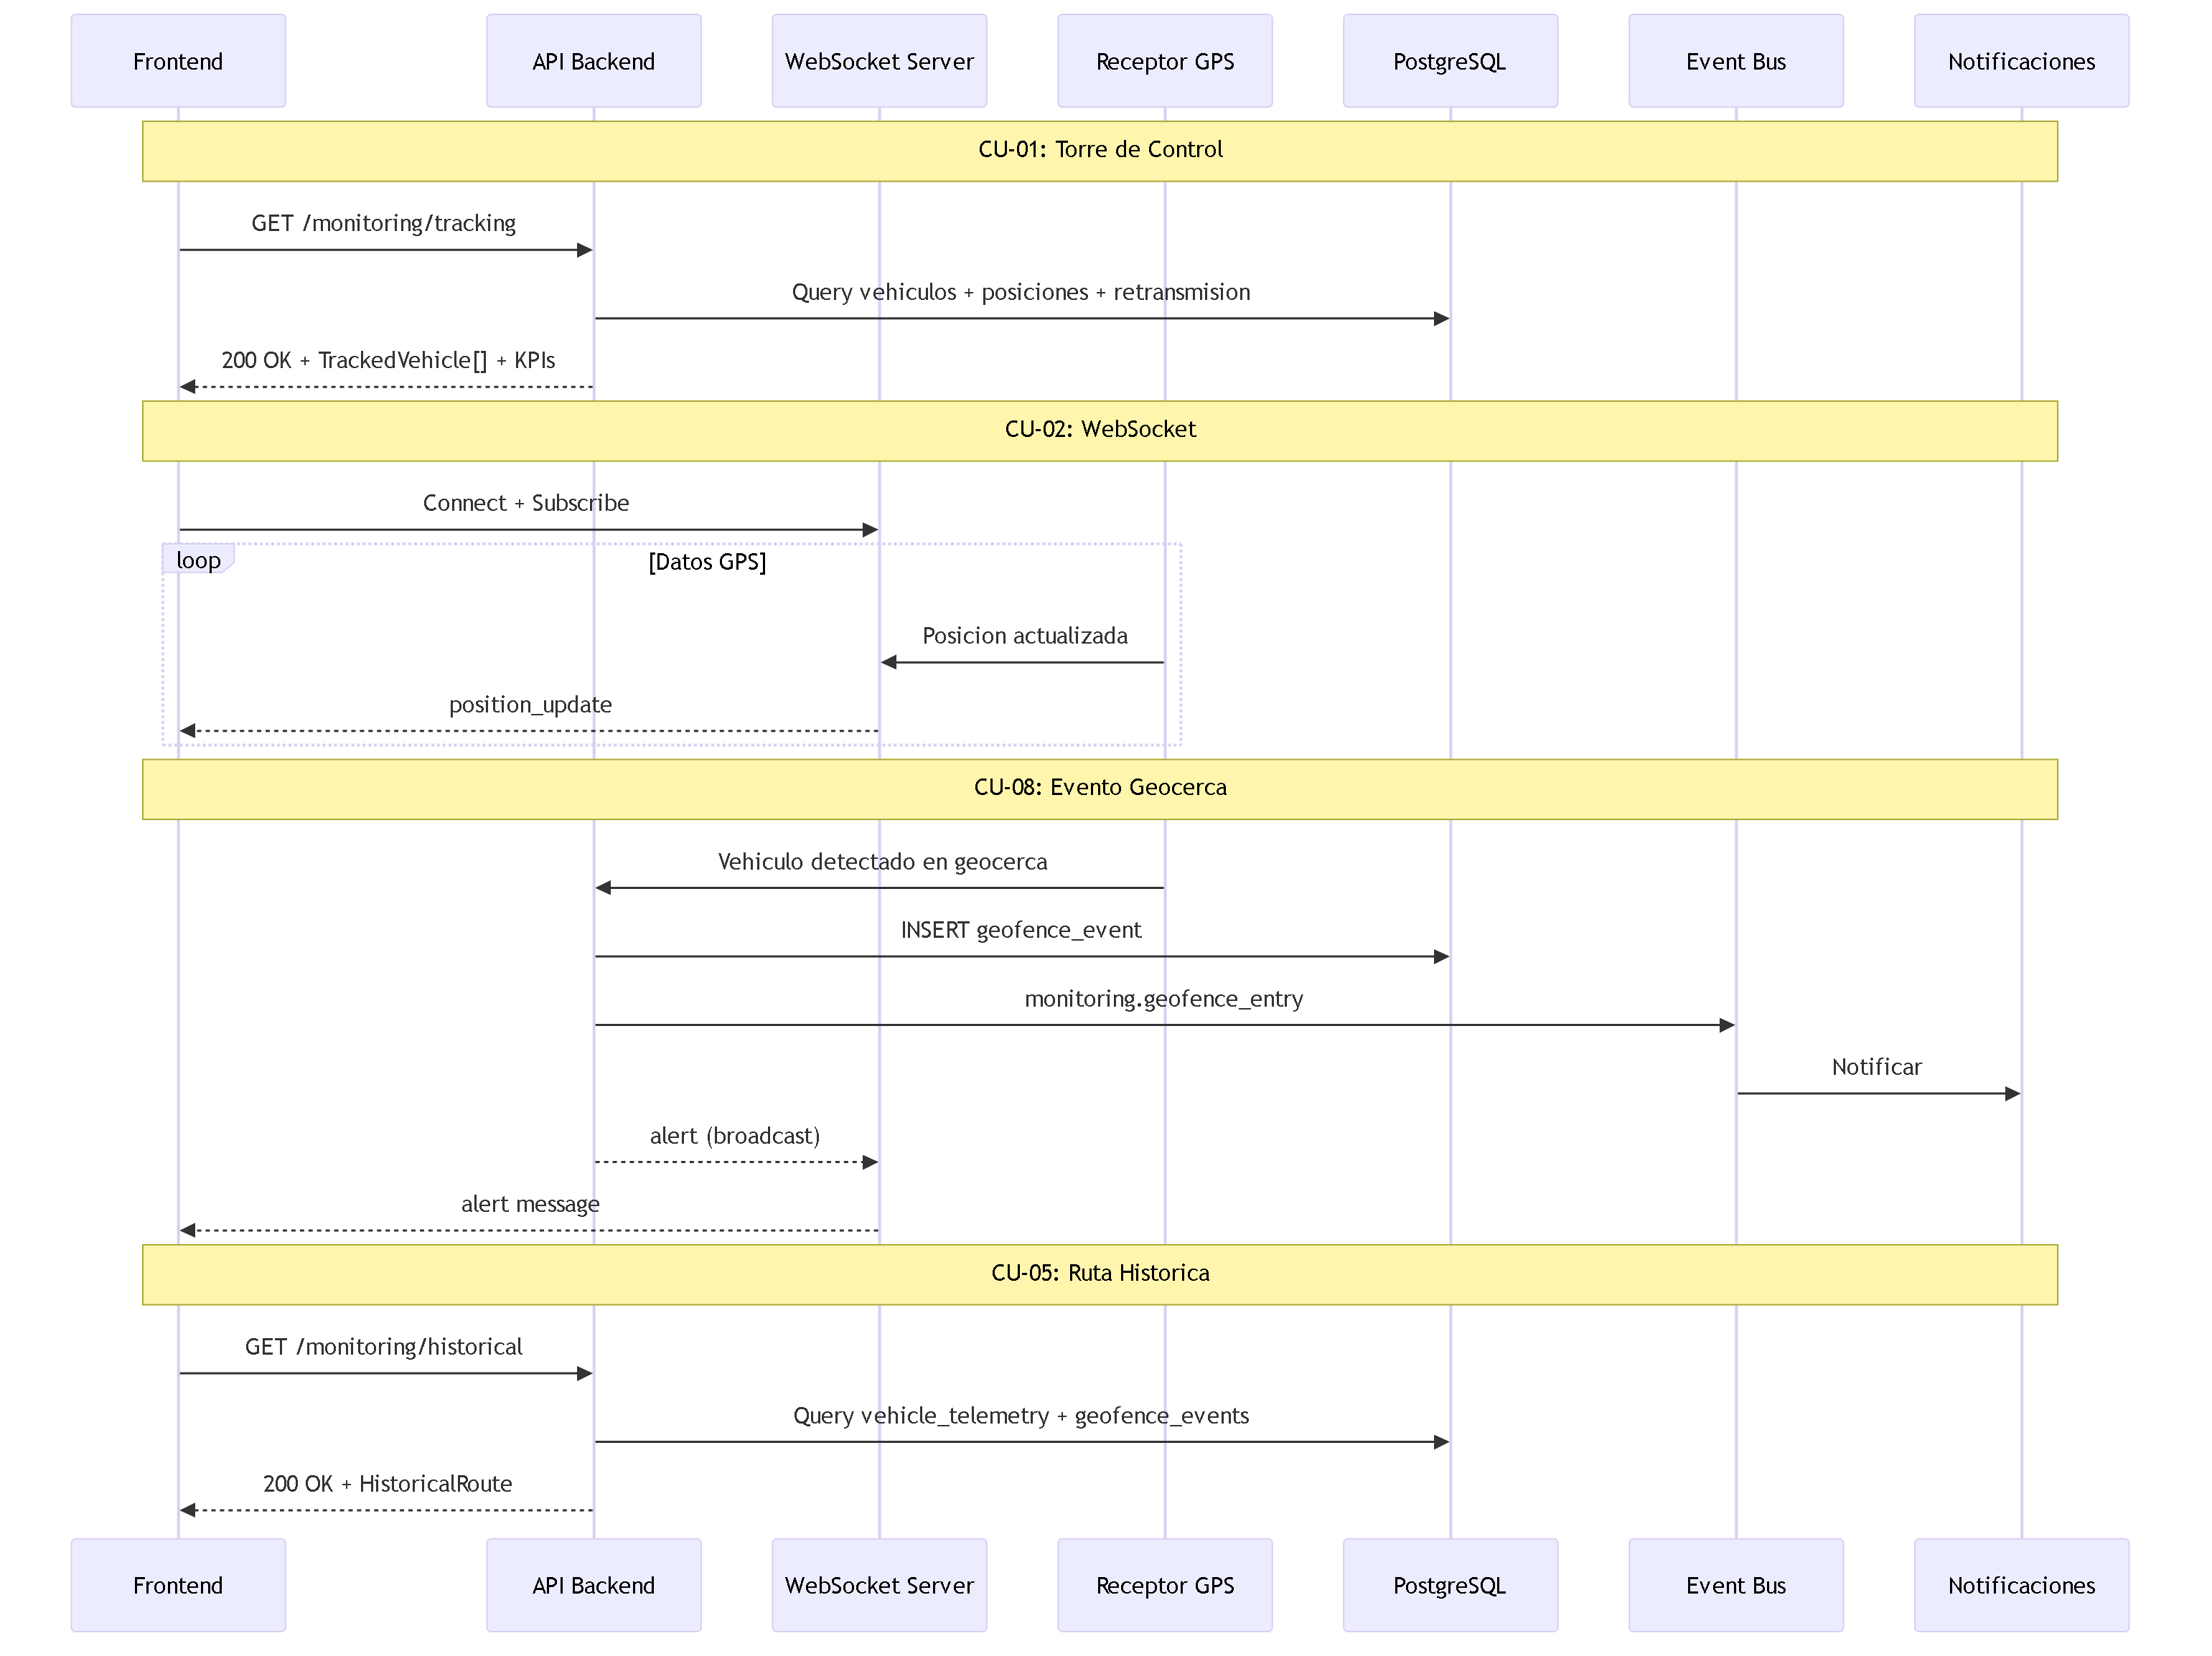 Frontend
API Backend
WebSocket Server
Receptor GPS
PostgreSQL
Event Bus
Notificaciones
CU-01: Torre de Control
GET /monitoring/tracking
Query vehiculos + posiciones + retransmision
200 OK + TrackedVehicle[] + KPIs
CU-02: WebSocket
Connect + Subscribe
loop
[Datos GPS]
Posicion actualizada
position_update
CU-08: Evento Geocerca
Vehiculo detectado en geocerca
INSERT geofence_event
monitoring.geofence_entry
Notificar
alert (broadcast)
alert message
CU-05: Ruta Historica
GET /monitoring/historical
Query vehicle_telemetry + geofence_events
200 OK + HistoricalRoute
Frontend
API Backend
WebSocket Server
Receptor GPS
PostgreSQL
Event Bus
Notificaciones